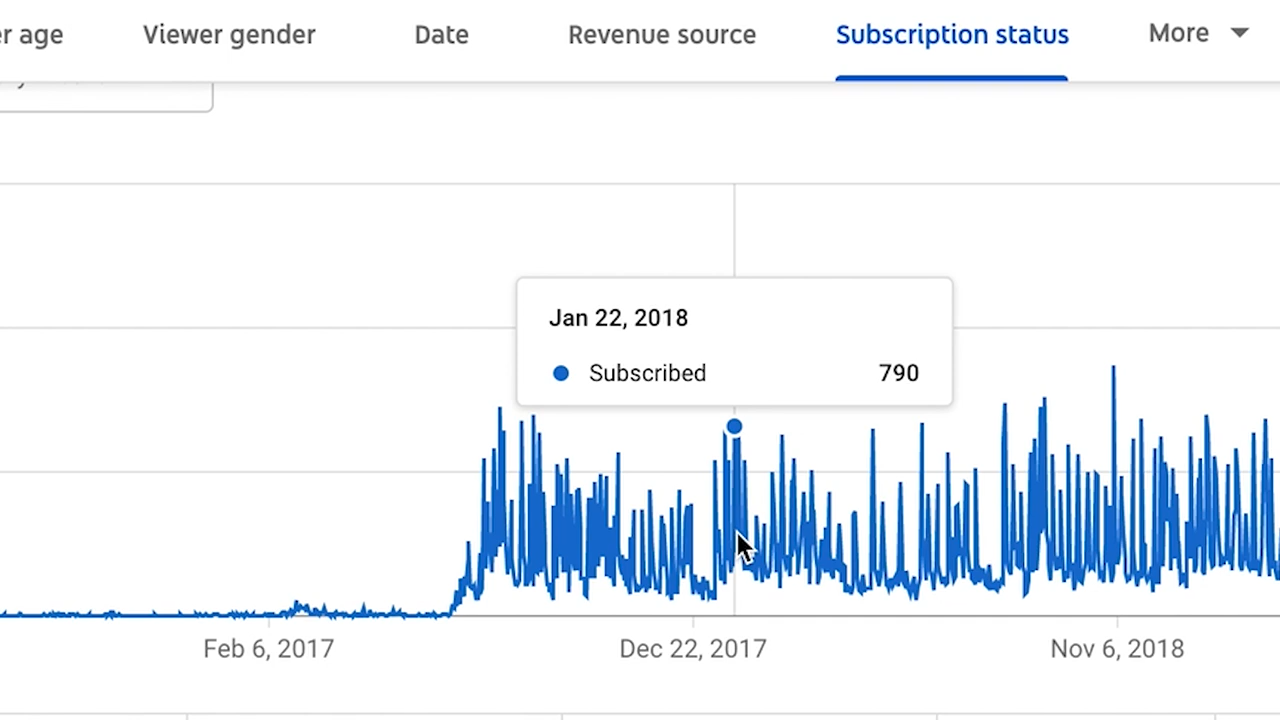 er age Viewer gender Date Revenue source Subscription status More
Jan 22, 2018
Subscribed 790
Feb 6, 2017 Dec 22, 2017 Nov 6, 2018